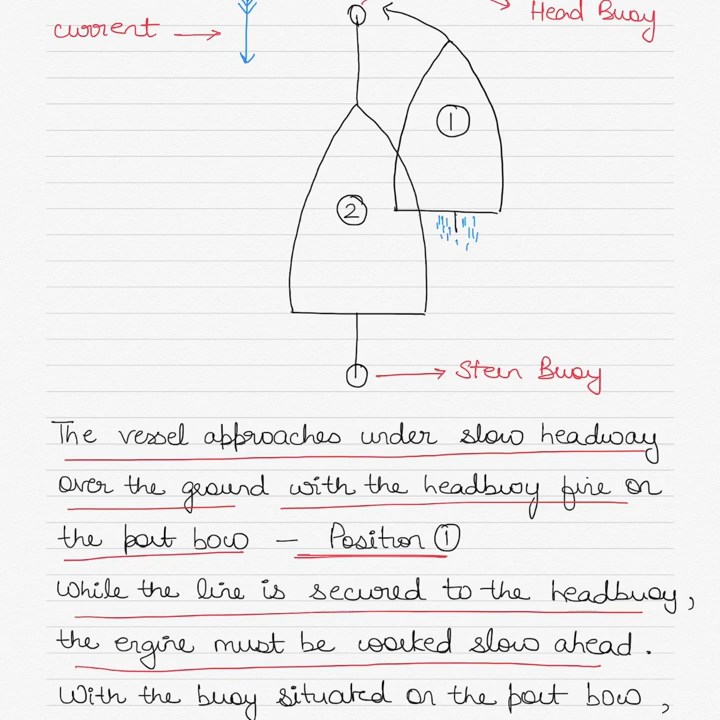 Head Buoy
current
1
2
Stern Buoy
The vessel approaches under slow headway
over the ground with the headbuoy fine on
the port bow – Position 1
While the line is secured to the headbuoy,
the engine must be worked slow ahead.
With the buoy situated on the port bow,